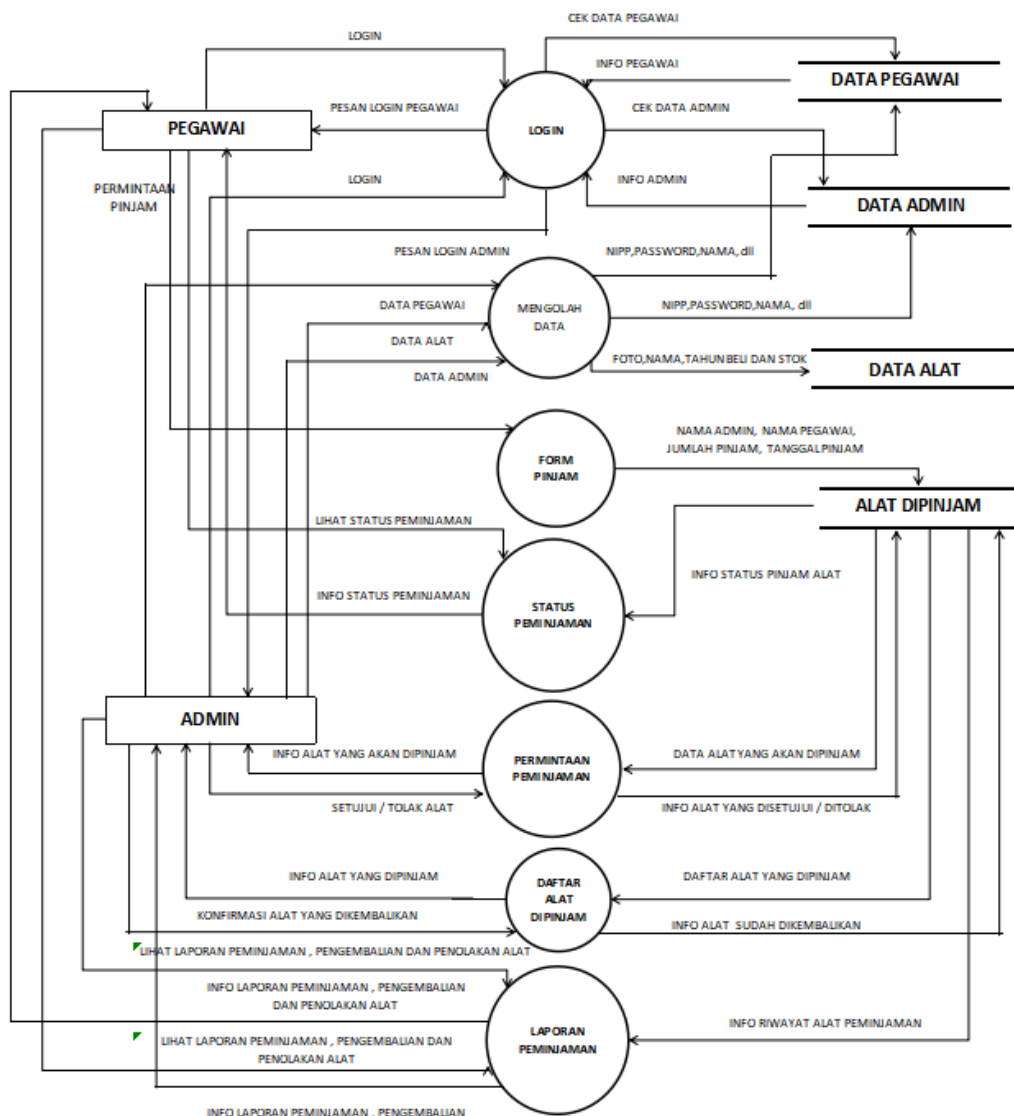 CEK DATA PEGAWAI
LOGIN
INFO PEGAWAI
DATA PEGAWAI
PESAN LOGIN PEGAWAI
CEK DATA ADMIN
PEGAWAI
LOGIN
LOGIN
INFO ADMIN
PERMINTAAN
PINJAM
DATA ADMIN
PESAN LOGIN ADMIN
NIPP,PASSWORD,NAMA, dll
DATA PEGAWAI
MENGOLAH
DATA
NIPP,PASSWORD,NAMA, dll
DATA ALAT
FOTO,NAMA,TAHUN BELI DAN STOK
DATA ALAT
DATA ADMIN
NAMA ADMIN, NAMA PEGAWAI,
JUMLAH PINJAM, TANGGAL PINJAM
FORM
PINJAM
ALAT DIPINJAM
LIHAT STATUS PEMINJAMAN
INFO STATUS PINJAM ALAT
INFO STATUS PEMINJAMAN
STATUS
PEMINJAMAN
ADMIN
INFO ALAT YANG AKAN DIPINJAM
PERMINTAAN
PEMINJAMAN
DATA ALAT YANG AKAN DIPINJAM
SETUJUI / TOLAK ALAT
INFO ALAT YANG DISETUJUI / DITOLAK
INFO ALAT YANG DIPINJAM
DAFTAR
ALAT
DIPINJAM
DAFTAR ALAT YANG DIPINJAM
KONFIRMASI ALAT YANG DIKEMBALIKAN
INFO ALAT SUDAH DIKEMBALIKAN
LIHAT LAPORAN PEMINJAMAN , PENGEMBALIAN DAN PENOLAKAN ALAT
INFO LAPORAN PEMINJAMAN , PENGEMBALIAN
DAN PENOLAKAN ALAT
INFO RIWAYAT ALAT PEMINJAMAN
LAPORAN
PEMINJAMAN
LIHAT LAPORAN PEMINJAMAN , PENGEMBALIAN DAN
PENOLAKAN ALAT
INFO LAPORAN PEMINJAMAN , PENGEMBALIAN